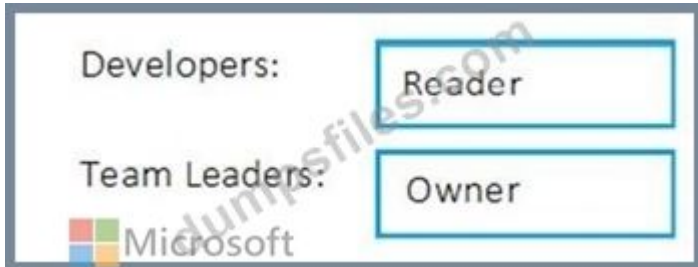 Developers:
Reader
Team Leaders:
Owner
Microsoft
dumpsfiles.com